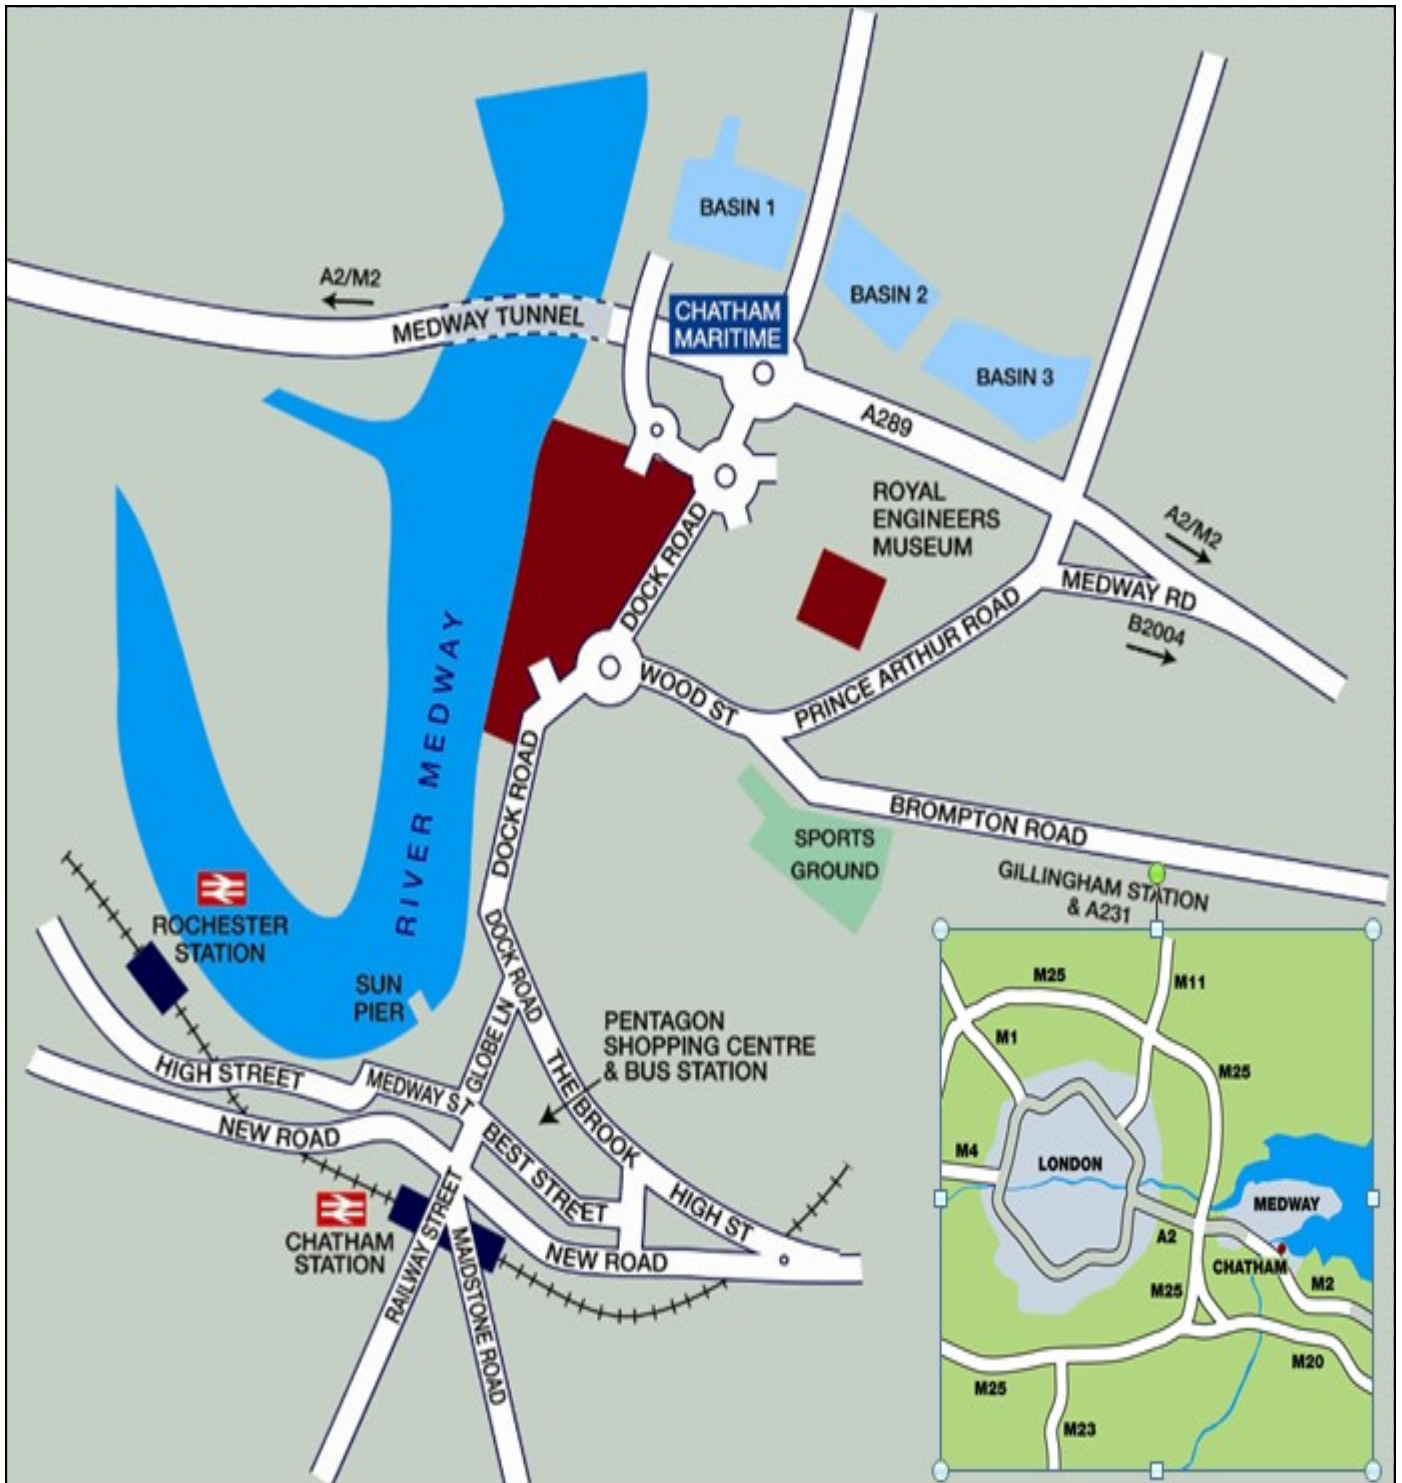 BASIN 1
A2/M2
MEDWAY TUNNEL
CHATHAM
MARITIME
BASIN 2
BASIN 3
A289
ROYAL
ENGINEERS
MUSEUM
A2/M2
DOCK ROAD
MEDWAY RD
B2004
PRINCE ARTHUR ROAD
WOOD ST
RIVER MEDWAY
DOCK ROAD
BROMPTON ROAD
SPORTS
GROUND
GILLINGHAM STATION
& A231
ROCHESTER
STATION
SUN
PIER
DOCK ROAD
GLOBE LN
PENTAGON
SHOPPING CENTRE
& BUS STATION
HIGH STREET
MEDWAY ST
THE BROOK
NEW ROAD
BEST STREET
HIGH ST
CHATHAM
STATION
RAILWAY STREET
MAIDSTONE ROAD
NEW ROAD
M25
M11
M1
M25
M4
LONDON
MEDWAY
A2
CHATHAM
M25
M2
M20
M25
M23